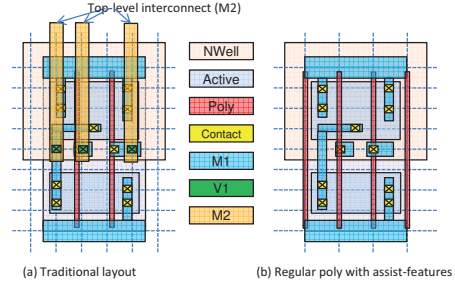 Top-level interconnect (M2)
NWell
Active
Poly
Contact
M1
V1
M2
(a) Traditional layout
(b) Regular poly with assist-features